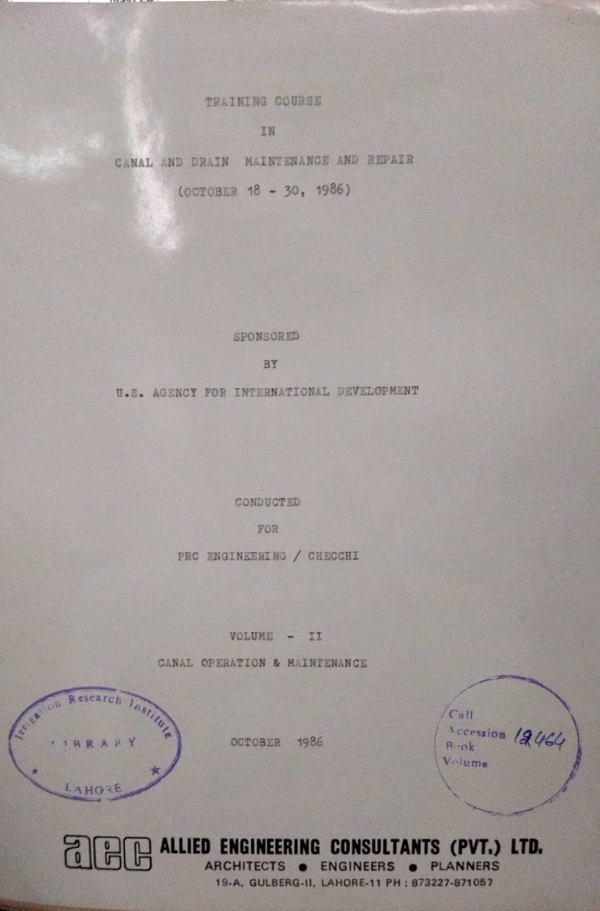 TRAINING COURSE
IN
CANAL AND DRAIN MAINTENANCE AND REPAIR
(OCTOBER 18 - 30, 1986)
SPONSORED
BY
U.S. AGENCY FOR INTERNATIONAL DEVELOPMENT
CONDUCTED
FOR
PRC ENGINEERING / CHECCHI
VOLUME - II
CANAL OPERATION & MAINTENANCE
Irrigation Research Institute
LIBRARY
LAHORE
OCTOBER 1986
Call
Accession 12464
Book
Volume
aec ALLIED ENGINEERING CONSULTANTS (PVT.) LTD.
ARCHITECTS ● ENGINEERS ● PLANNERS
19-A, GULBERG-II, LAHORE-11 PH : 873227-871057